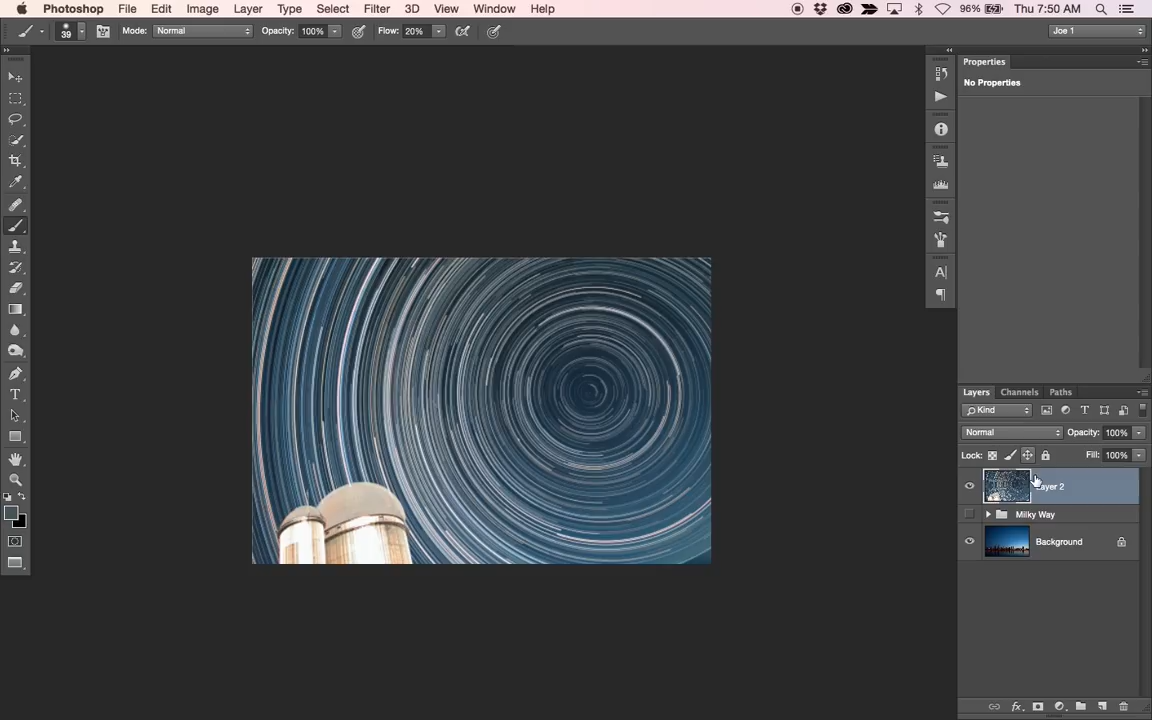 Photoshop File Edit Image Layer Type Select Filter 3D View Window Help 96% Thu 7:50 AM
39 Mode: Normal Opacity: 100% Flow: 20% Joe 1
Properties
No Properties
Layers Channels Paths
Kind
Normal Opacity: 100%
Lock: Fill: 100%
Layer 2
Milky Way
Background